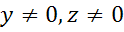 y ≠ 0, z ≠ 0